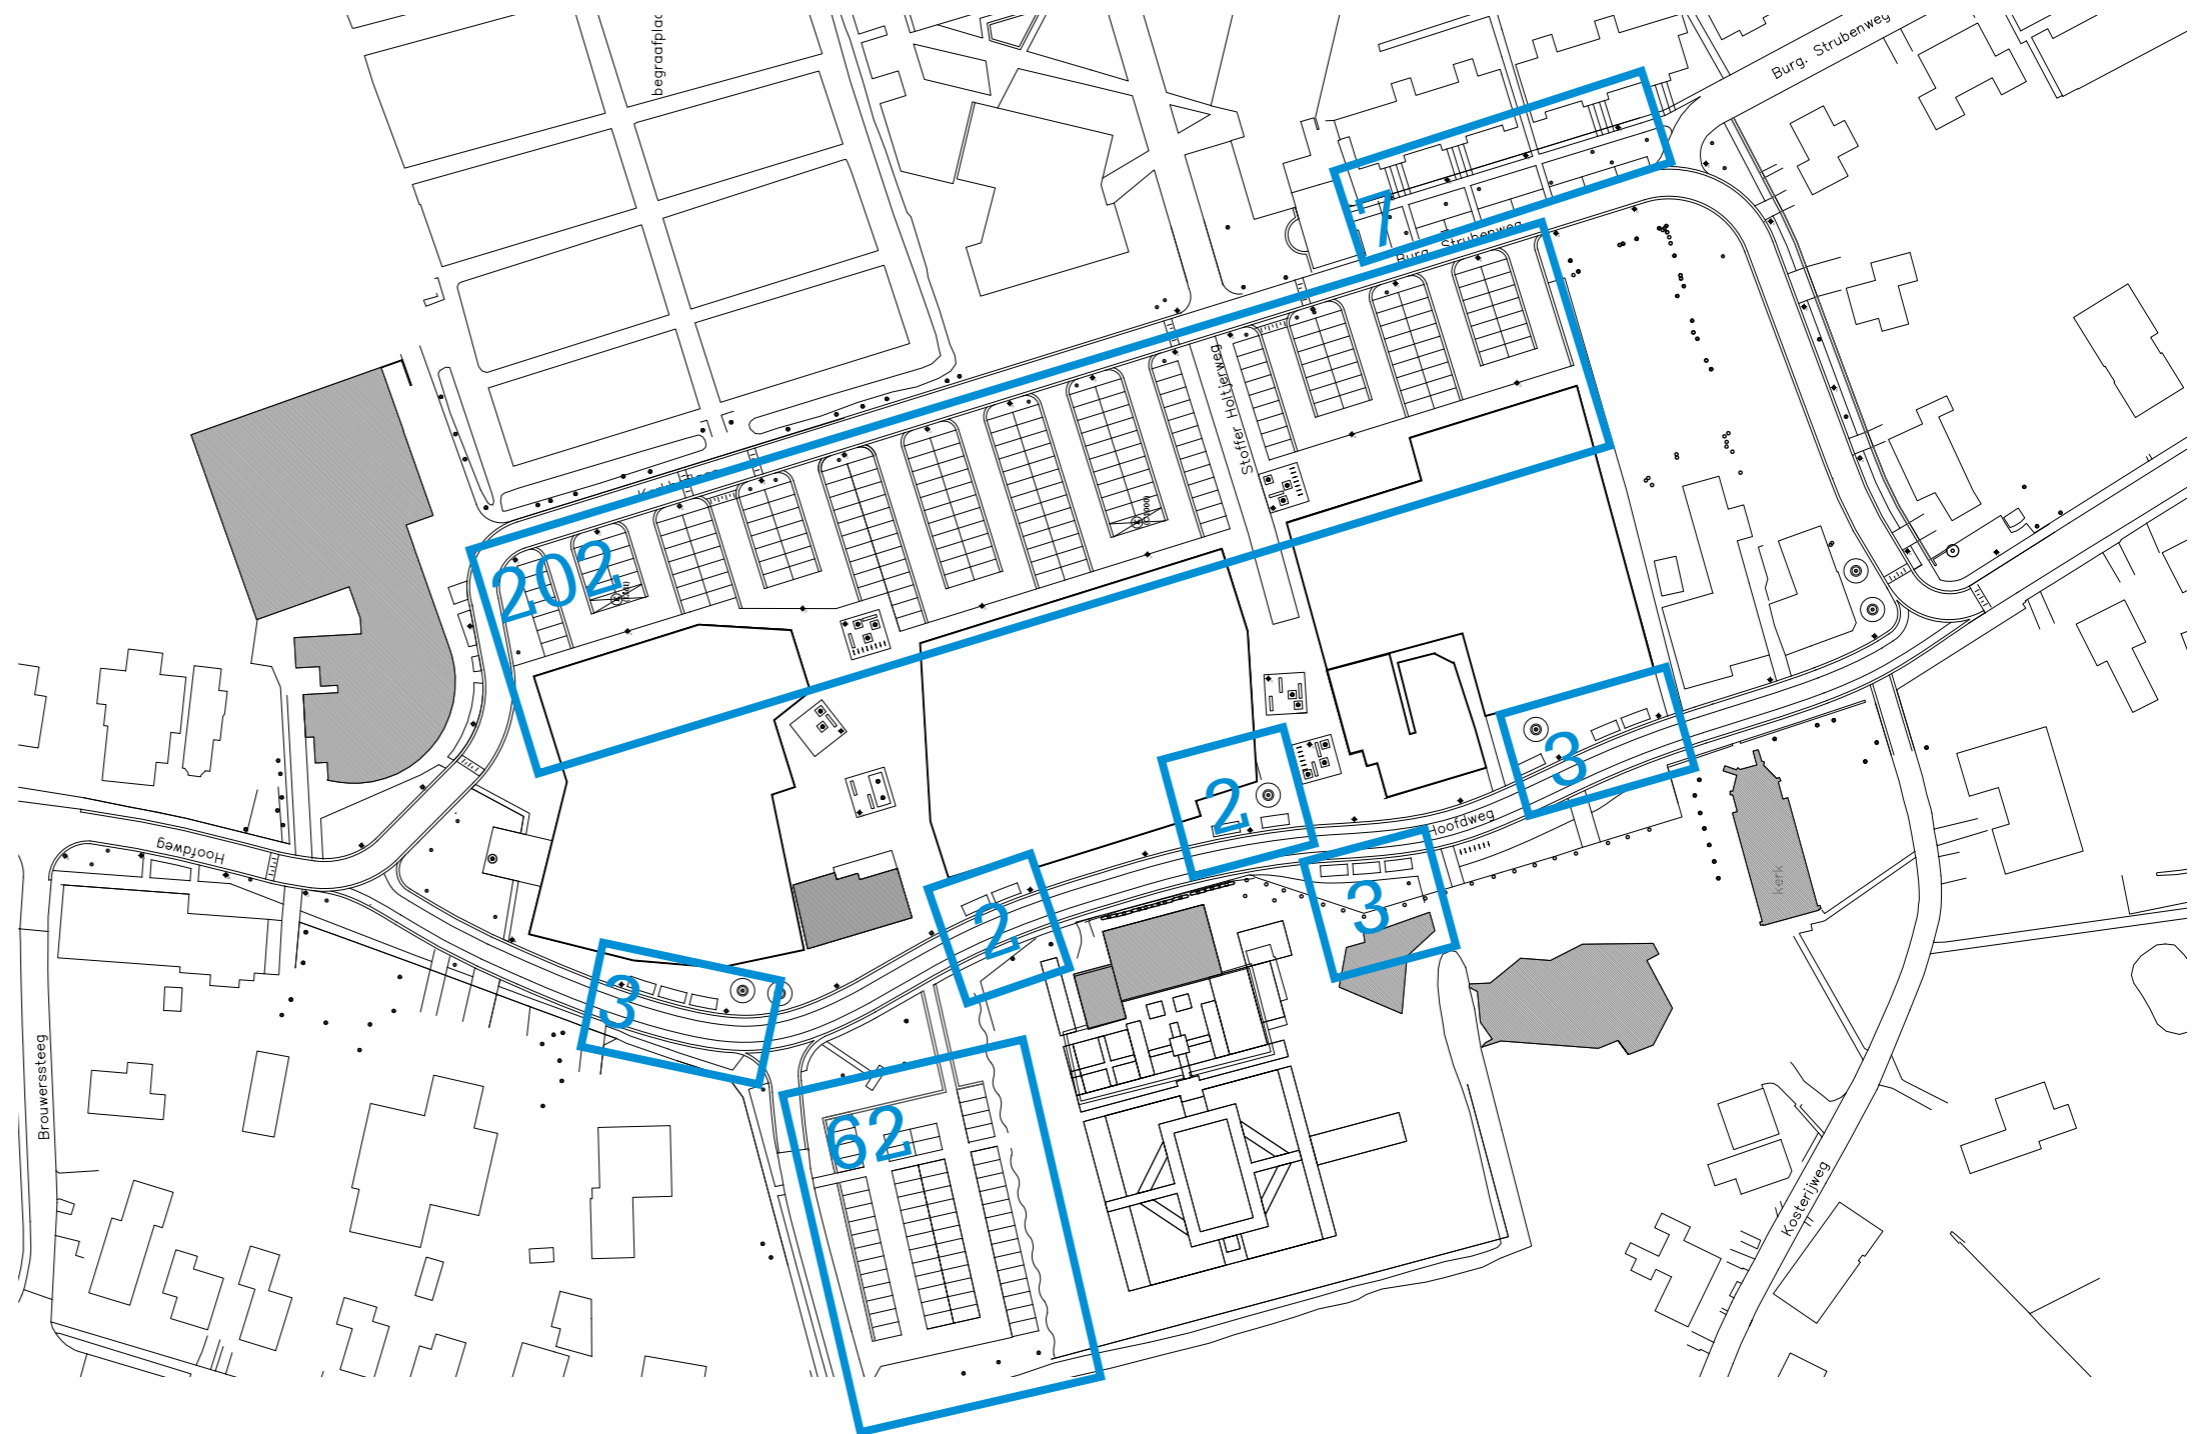 begraafplaa
Burg. Strubenweg
7
Burg. Strubenweg
Stoffer Holtjerweg
202
3
2
Hoofdweg
Hoofdweg
3
2
kerk
3
62
Brouwerssteeg
Kosterijweg